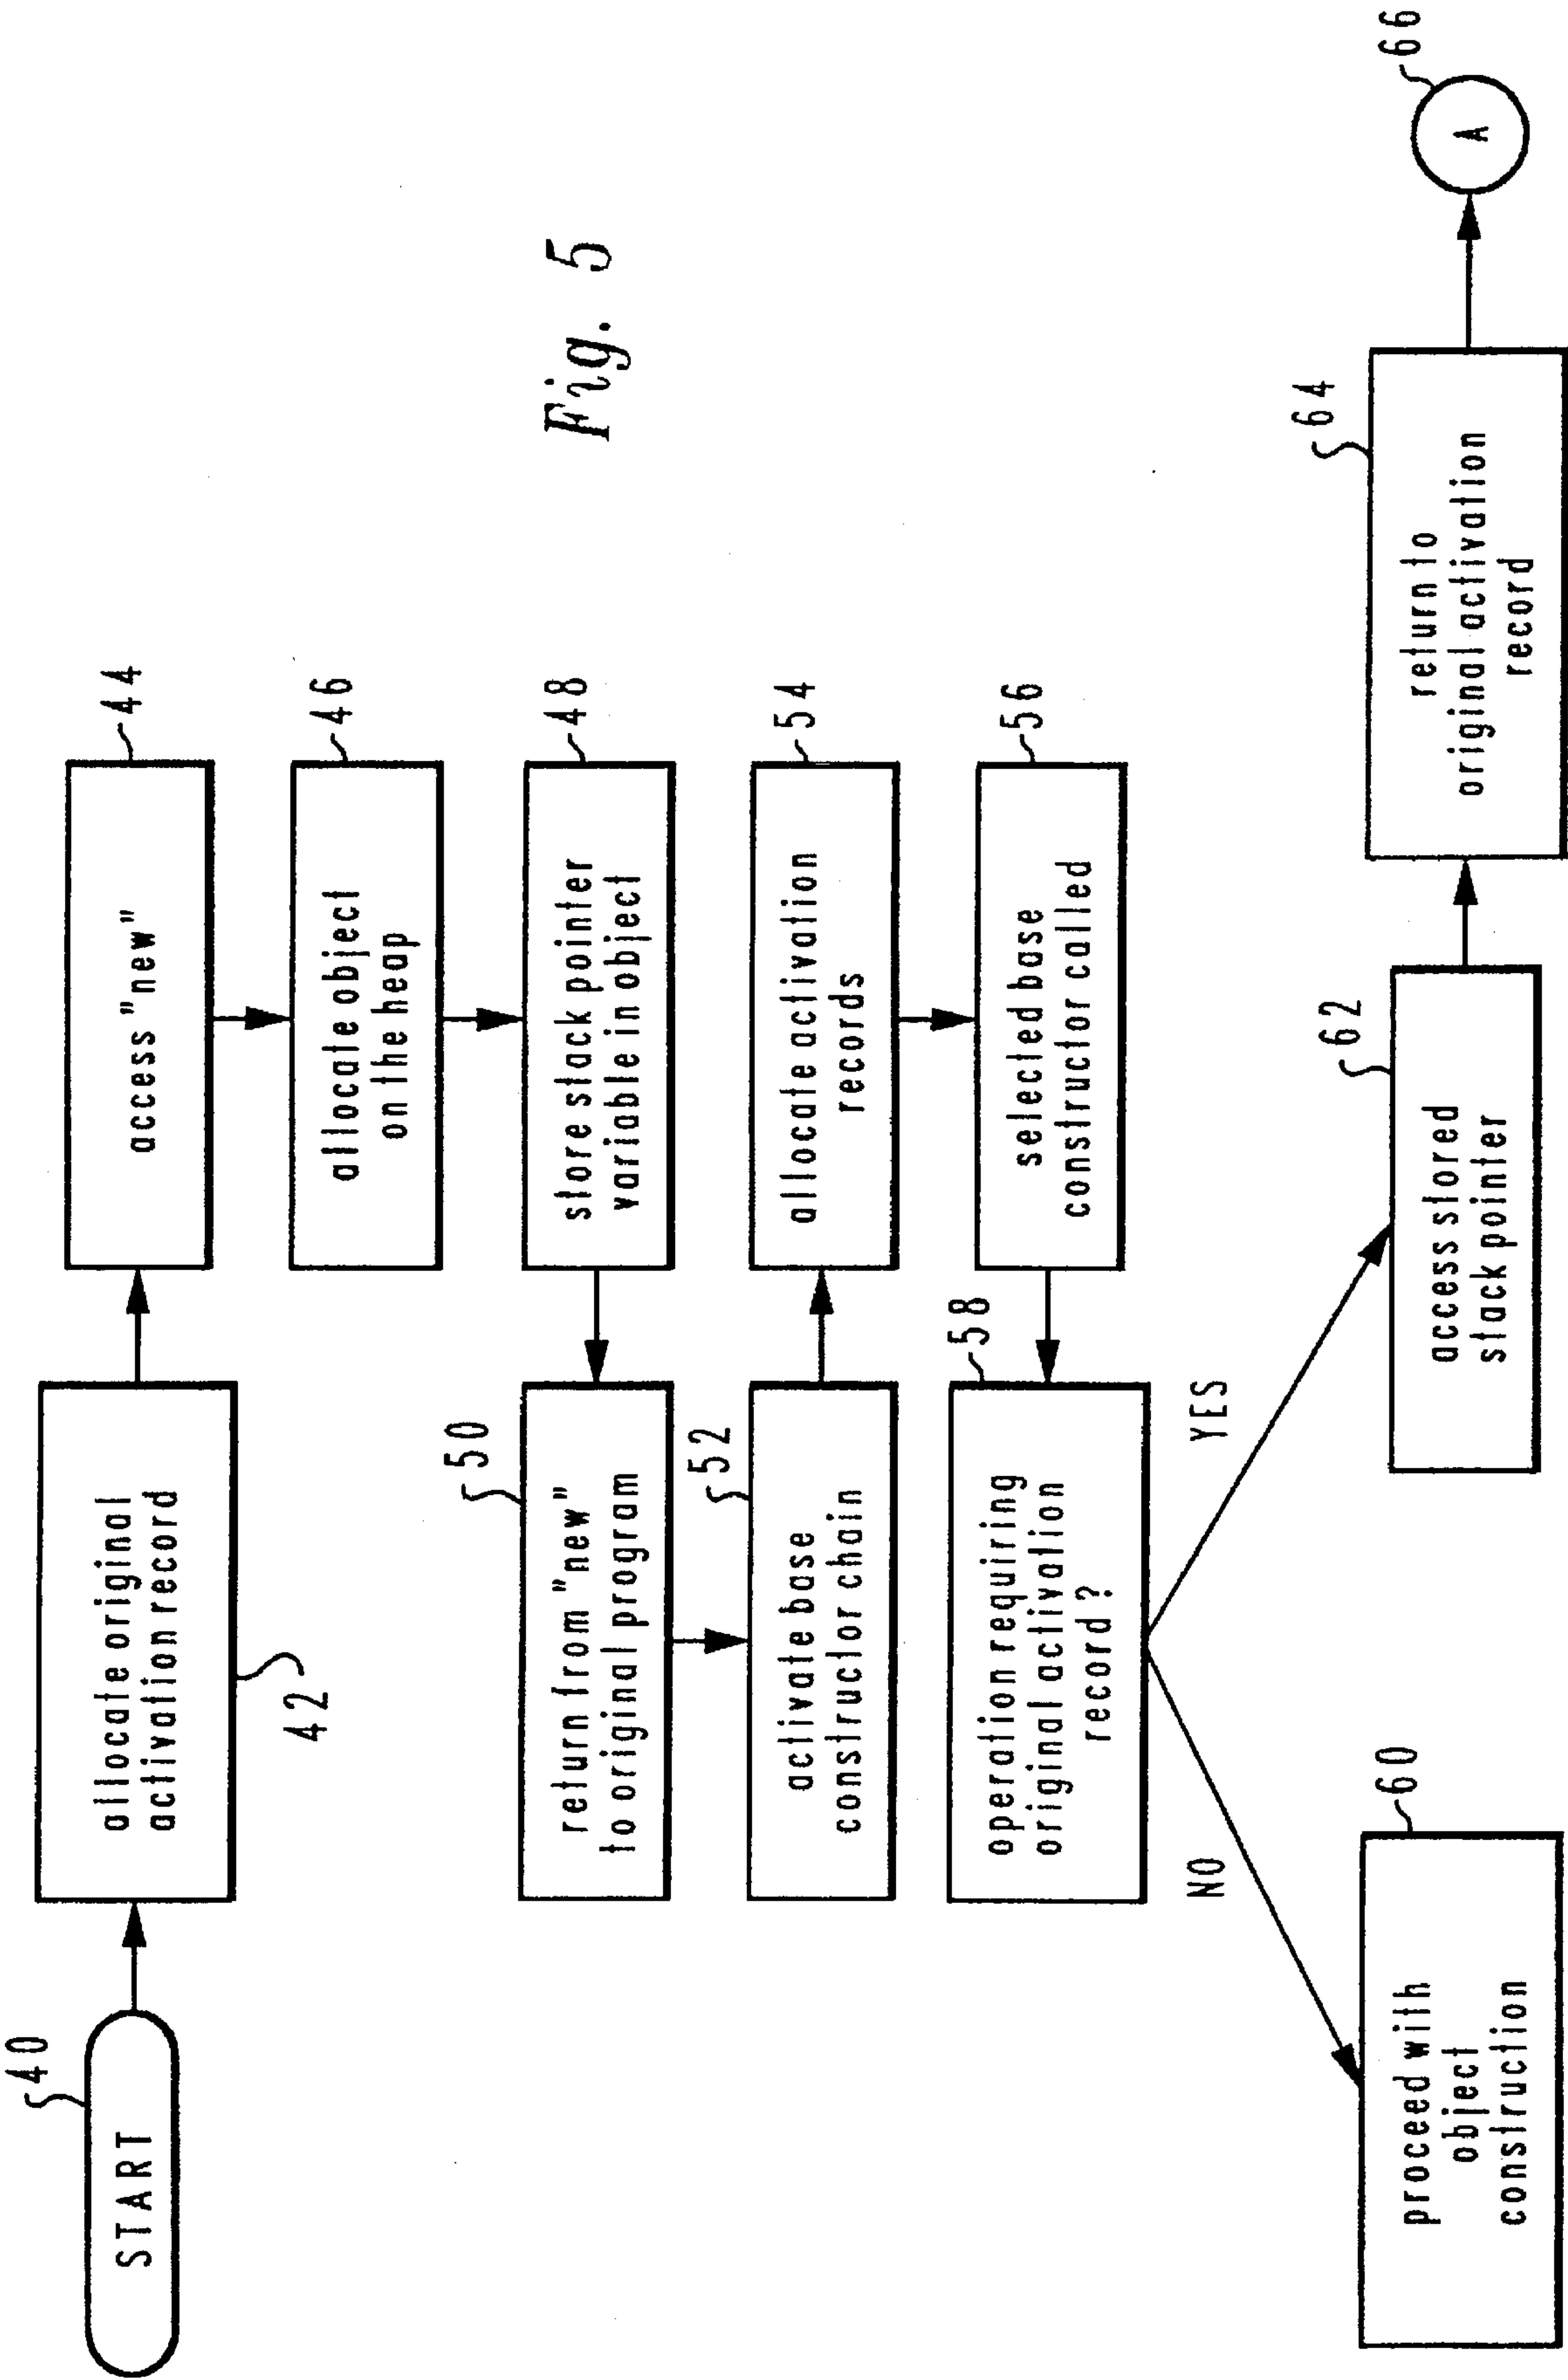 40
START
allocate original
activation record
42
44
access "new"
46
allocate object
on the heap
48
store stack pointer
variable in object
50
return from "new"
to original program
52
activate base
constructor chain
54
allocate activation
records
56
selected base
constructor called
58
operation requiring
original activation
record?
NO
YES
60
proceed with
object
construction
62
access stored
stack pointer
64
return to
original activation
record
66
A
Fig. 5